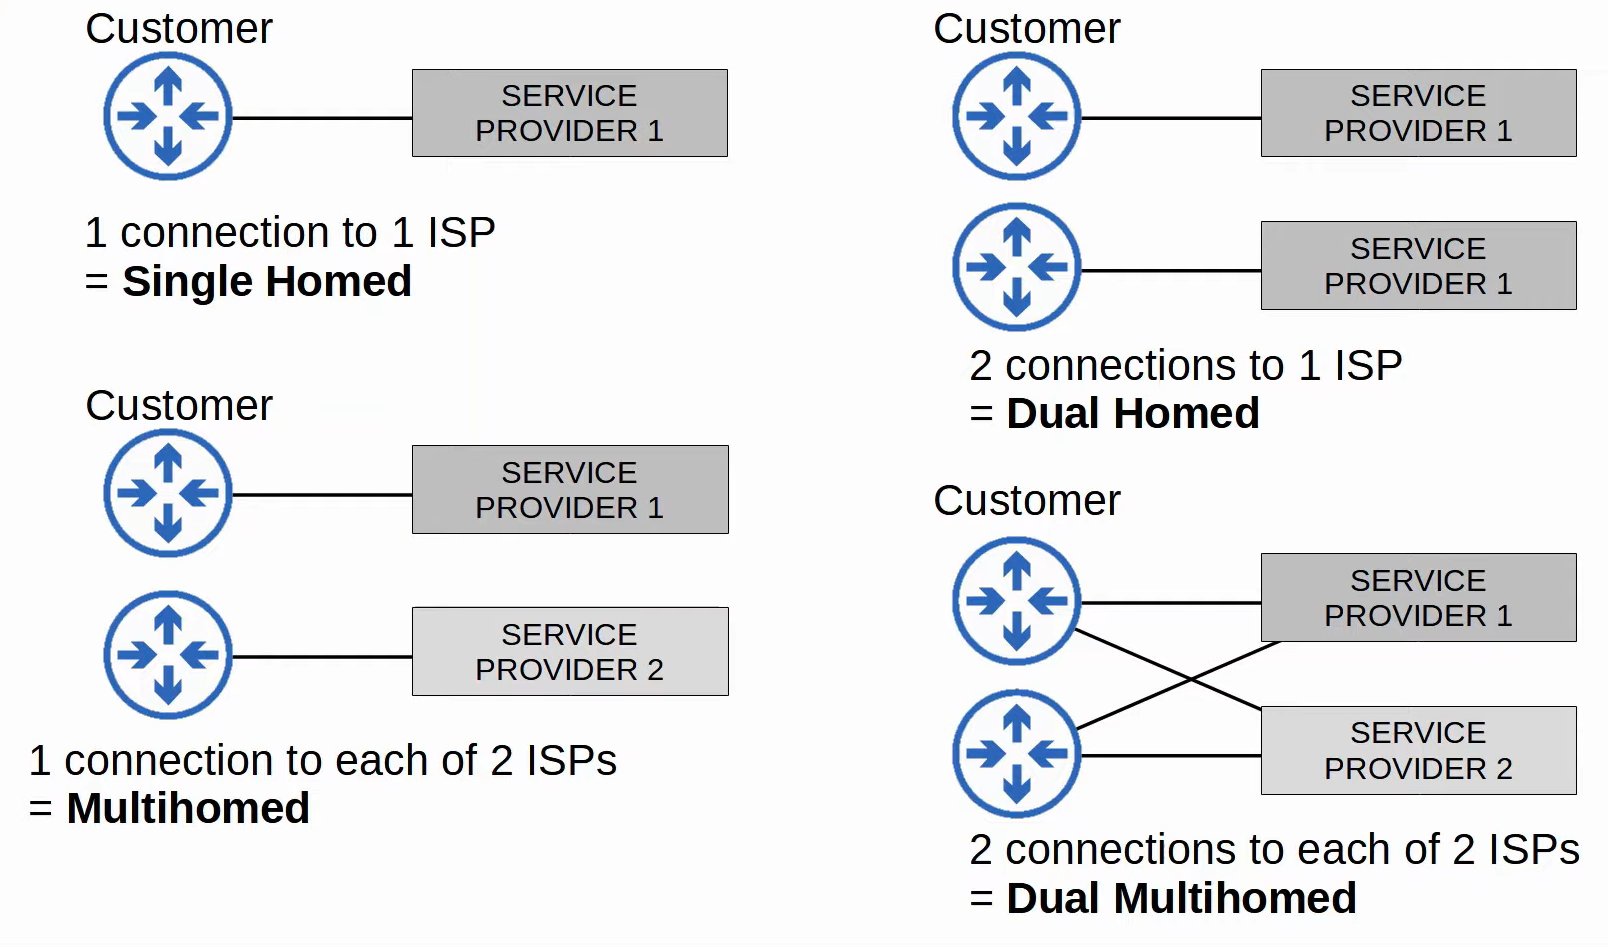 Customer
SERVICE
PROVIDER 1
1 connection to 1 ISP
= Single Homed
Customer
SERVICE
PROVIDER 1
SERVICE
PROVIDER 1
2 connections to 1 ISP
= Dual Homed
Customer
SERVICE
PROVIDER 1
SERVICE
PROVIDER 2
1 connection to each of 2 ISPs
= Multihomed
Customer
SERVICE
PROVIDER 1
SERVICE
PROVIDER 2
2 connections to each of 2 ISPs
= Dual Multihomed